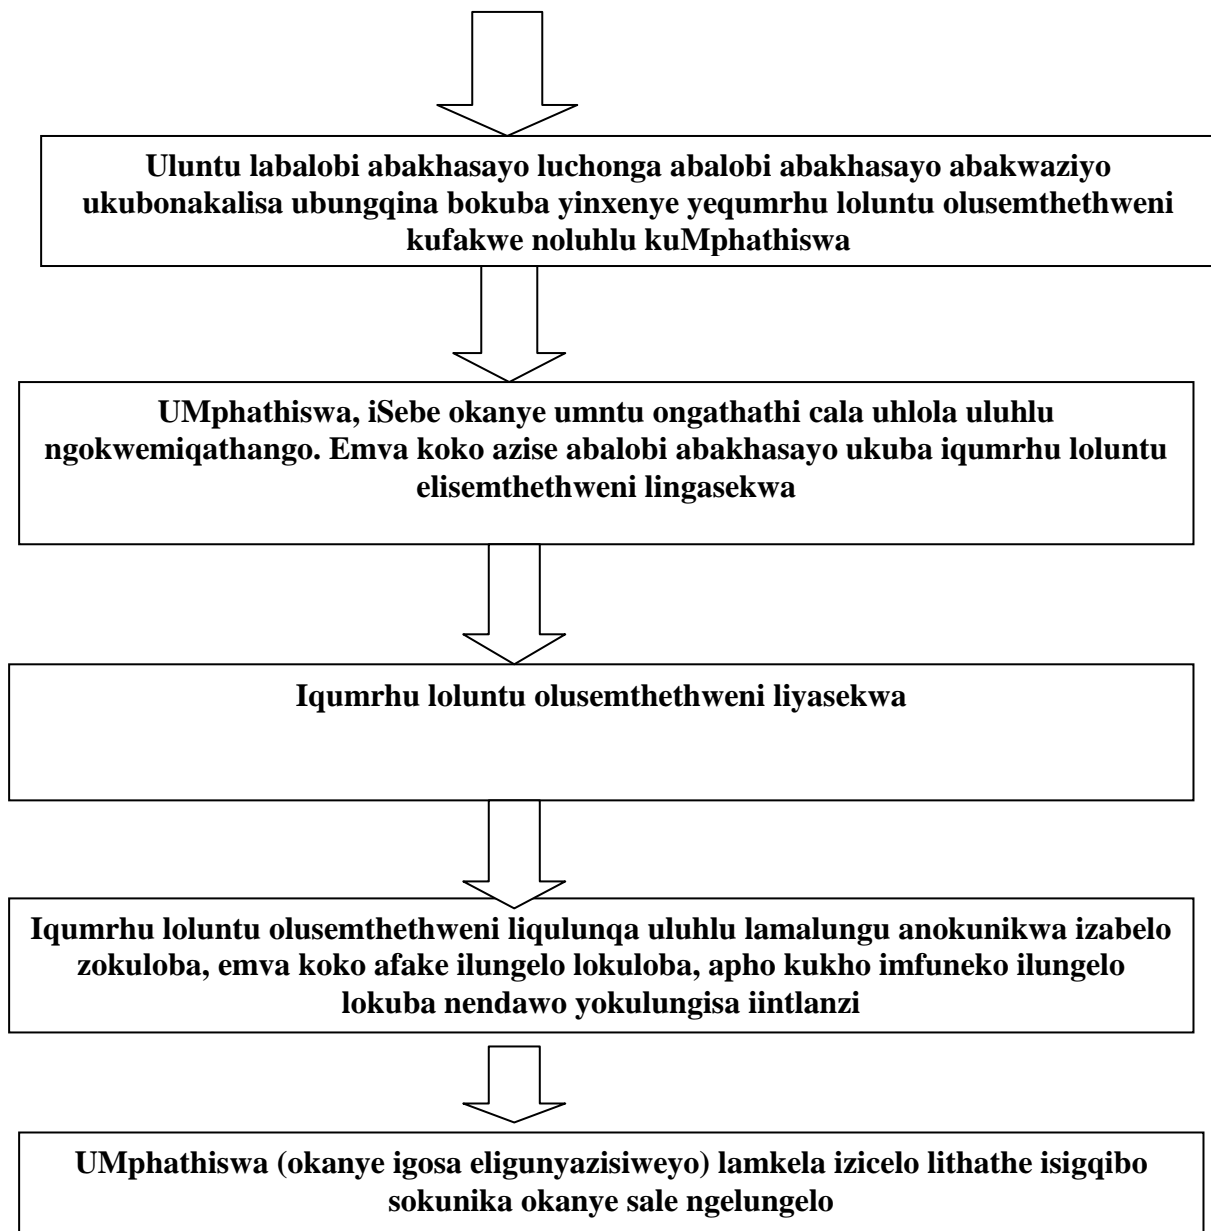 Uluntu labalobi abakhasayo luchonga abalobi abakhasayo abakwaziyo
ukubonakalisa ubungqina bokuba yinxenye yequmrhu loluntu olusemthethweni
kufakwe noluhlu kuMphathiswa
UMphathiswa, iSebe okanye umntu ongathathi cala uhlola uluhlu
ngokwemiqathango. Emva koko azise abalobi abakhasayo ukuba iqumrhu loluntu
elisemthethweni lingasekwa
Iqumrhu loluntu olusemthethweni liyasekwa
Iqumrhu loluntu olusemthethweni liqulunqa uluhlu lamalungu anokunikwa izabelo
zokuloba, emva koko afake ilungelo lokuloba, apho kukho imfuneko ilungelo
lokuba nendawo yokulungisa iintlanzi
UMphathiswa (okanye igosa eligunyazisiweyo) lamkela izicelo lithathe isigqibo
sokunika okanye sale ngelungelo